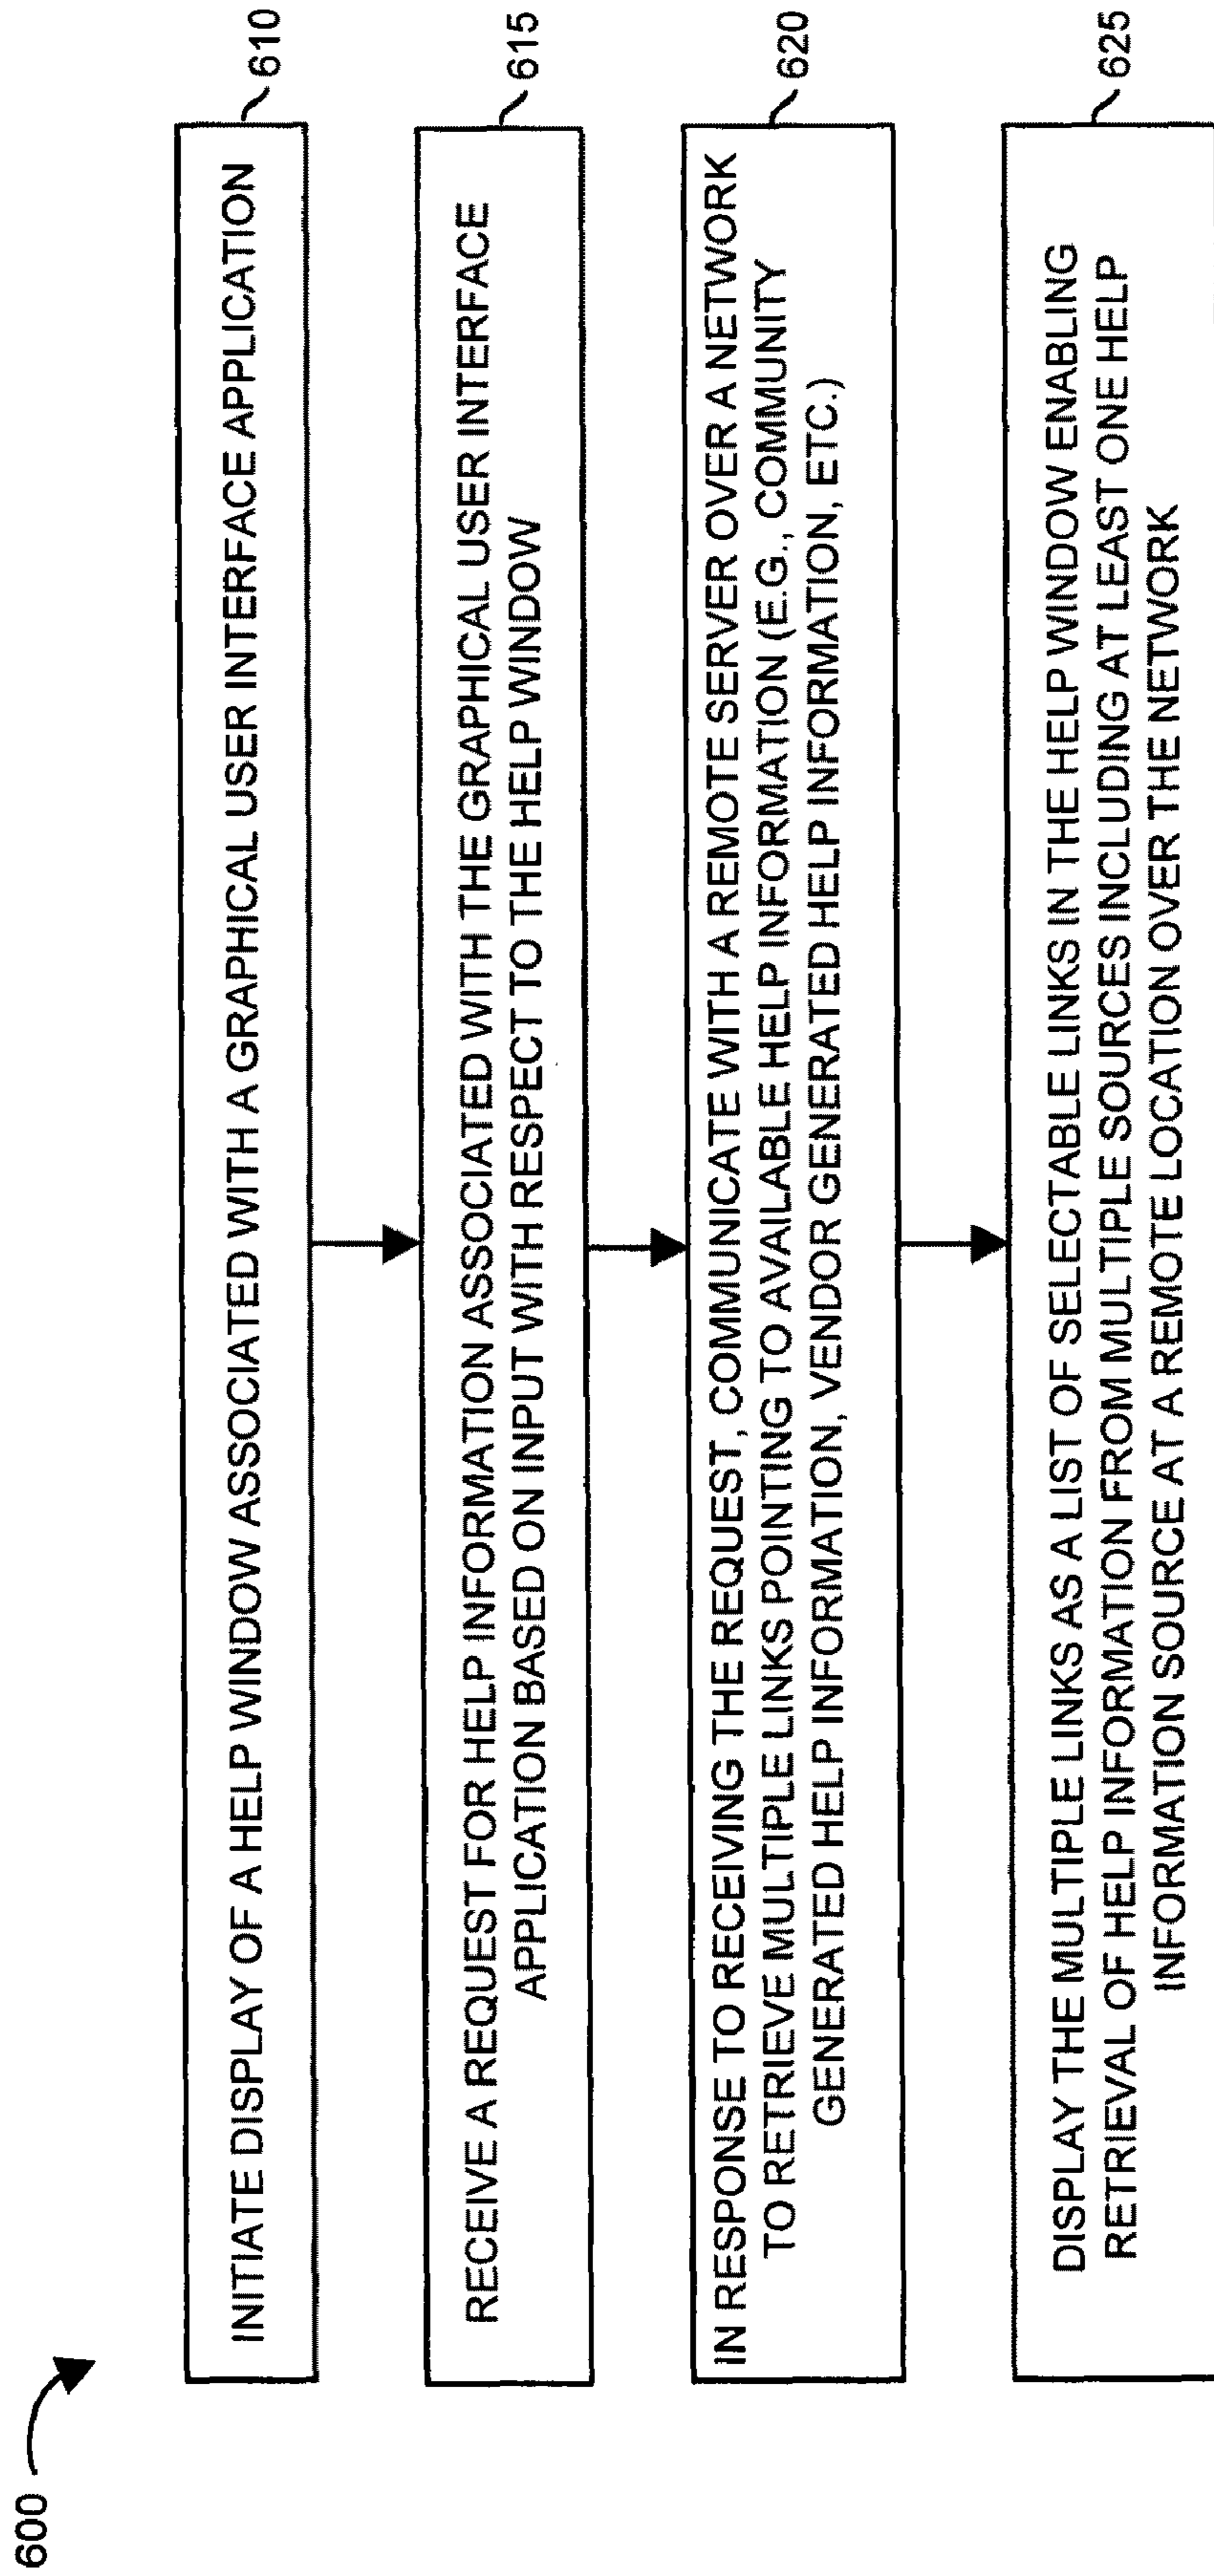 600
INITIATE DISPLAY OF A HELP WINDOW ASSOCIATED WITH A GRAPHICAL USER INTERFACE APPLICATION
610
RECEIVE A REQUEST FOR HELP INFORMATION ASSOCIATED WITH THE GRAPHICAL USER INTERFACE
APPLICATION BASED ON INPUT WITH RESPECT TO THE HELP WINDOW
615
IN RESPONSE TO RECEIVING THE REQUEST, COMMUNICATE WITH A REMOTE SERVER OVER A NETWORK
TO RETRIEVE MULTIPLE LINKS POINTING TO AVAILABLE HELP INFORMATION (E.G., COMMUNITY
GENERATED HELP INFORMATION, VENDOR GENERATED HELP INFORMATION, ETC.)
620
DISPLAY THE MULTIPLE LINKS AS A LIST OF SELECTABLE LINKS IN THE HELP WINDOW ENABLING
RETRIEVAL OF HELP INFORMATION FROM MULTIPLE SOURCES INCLUDING AT LEAST ONE HELP
INFORMATION SOURCE AT A REMOTE LOCATION OVER THE NETWORK
625